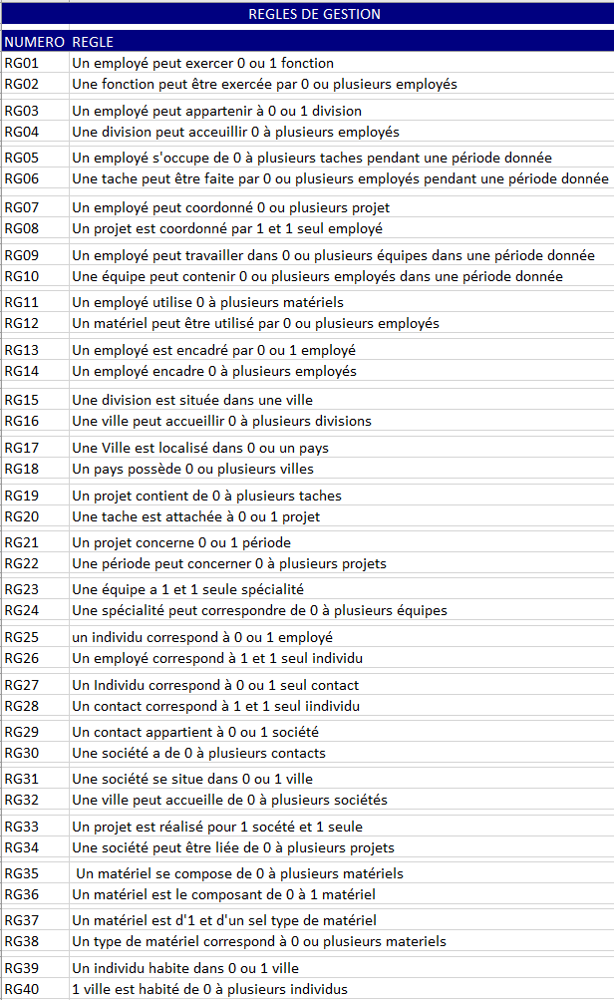 REGLES DE GESTION
NUMERO REGLE
RG01 Un employé peut exercer 0 ou 1 fonction
RG02 Une fonction peut être exercée par 0 ou plusieurs employés
RG03 Un employé peut appartenir à 0 ou 1 division
RG04 Une division peut acceuillir 0 à plusieurs employés
RG05 Un employé s'occupe de 0 à plusieurs taches pendant une période donnée
RG06 Une tache peut être faite par 0 ou plusieurs employés pendant une période donnée
RG07 Un employé peut coordonné 0 ou plusieurs projet
RG08 Un projet est coordonné par 1 et 1 seul employé
RG09 Un employé peut travailler dans 0 ou plusieurs équipes dans une période donnée
RG10 Une équipe peut contenir 0 ou plusieurs employés dans une période donnée
RG11 Un employé utilise 0 à plusieurs matériels
RG12 Un matériel peut être utilisé par 0 ou plusieurs employés
RG13 Un employé est encadré par 0 ou 1 employé
RG14 Un employé encadre 0 à plusieurs employés
RG15 Une division est située dans une ville
RG16 Une ville peut accueillir 0 à plusieurs divisions
RG17 Une Ville est localisé dans 0 ou un pays
RG18 Un pays possède 0 ou plusieurs villes
RG19 Un projet contient de 0 à plusieurs taches
RG20 Une tache est attachée à 0 ou 1 projet
RG21 Un projet concerne 0 ou 1 période
RG22 Une période peut concerner 0 à plusieurs projets
RG23 Une équipe a 1 et 1 seule spécialité
RG24 Une spécialité peut correspondre de 0 à plusieurs équipes
RG25 un individu correspond à 0 ou 1 employé
RG26 Un employé correspond à 1 et 1 seul individu
RG27 Un Individu correspond à 0 ou 1 seul contact
RG28 Un contact correspond à 1 et 1 seul iindividu
RG29 Un contact appartient à 0 ou 1 société
RG30 Une société a de 0 à plusieurs contacts
RG31 Une société se situe dans 0 ou 1 ville
RG32 Une ville peut accueille de 0 à plusieurs sociétés
RG33 Un projet est réalisé pour 1 socété et 1 seule
RG34 Une société peut être liée de 0 à plusieurs projets
RG35 Un matériel se compose de 0 à plusieurs matériels
RG36 Un matériel est le composant de 0 à 1 matériel
RG37 Un matériel est d'1 et d'un sel type de matériel
RG38 Un type de matériel correspond à 0 ou plusieurs materiels
RG39 Un individu habite dans 0 ou 1 ville
RG40 1 ville est habité de 0 à plusieurs individus